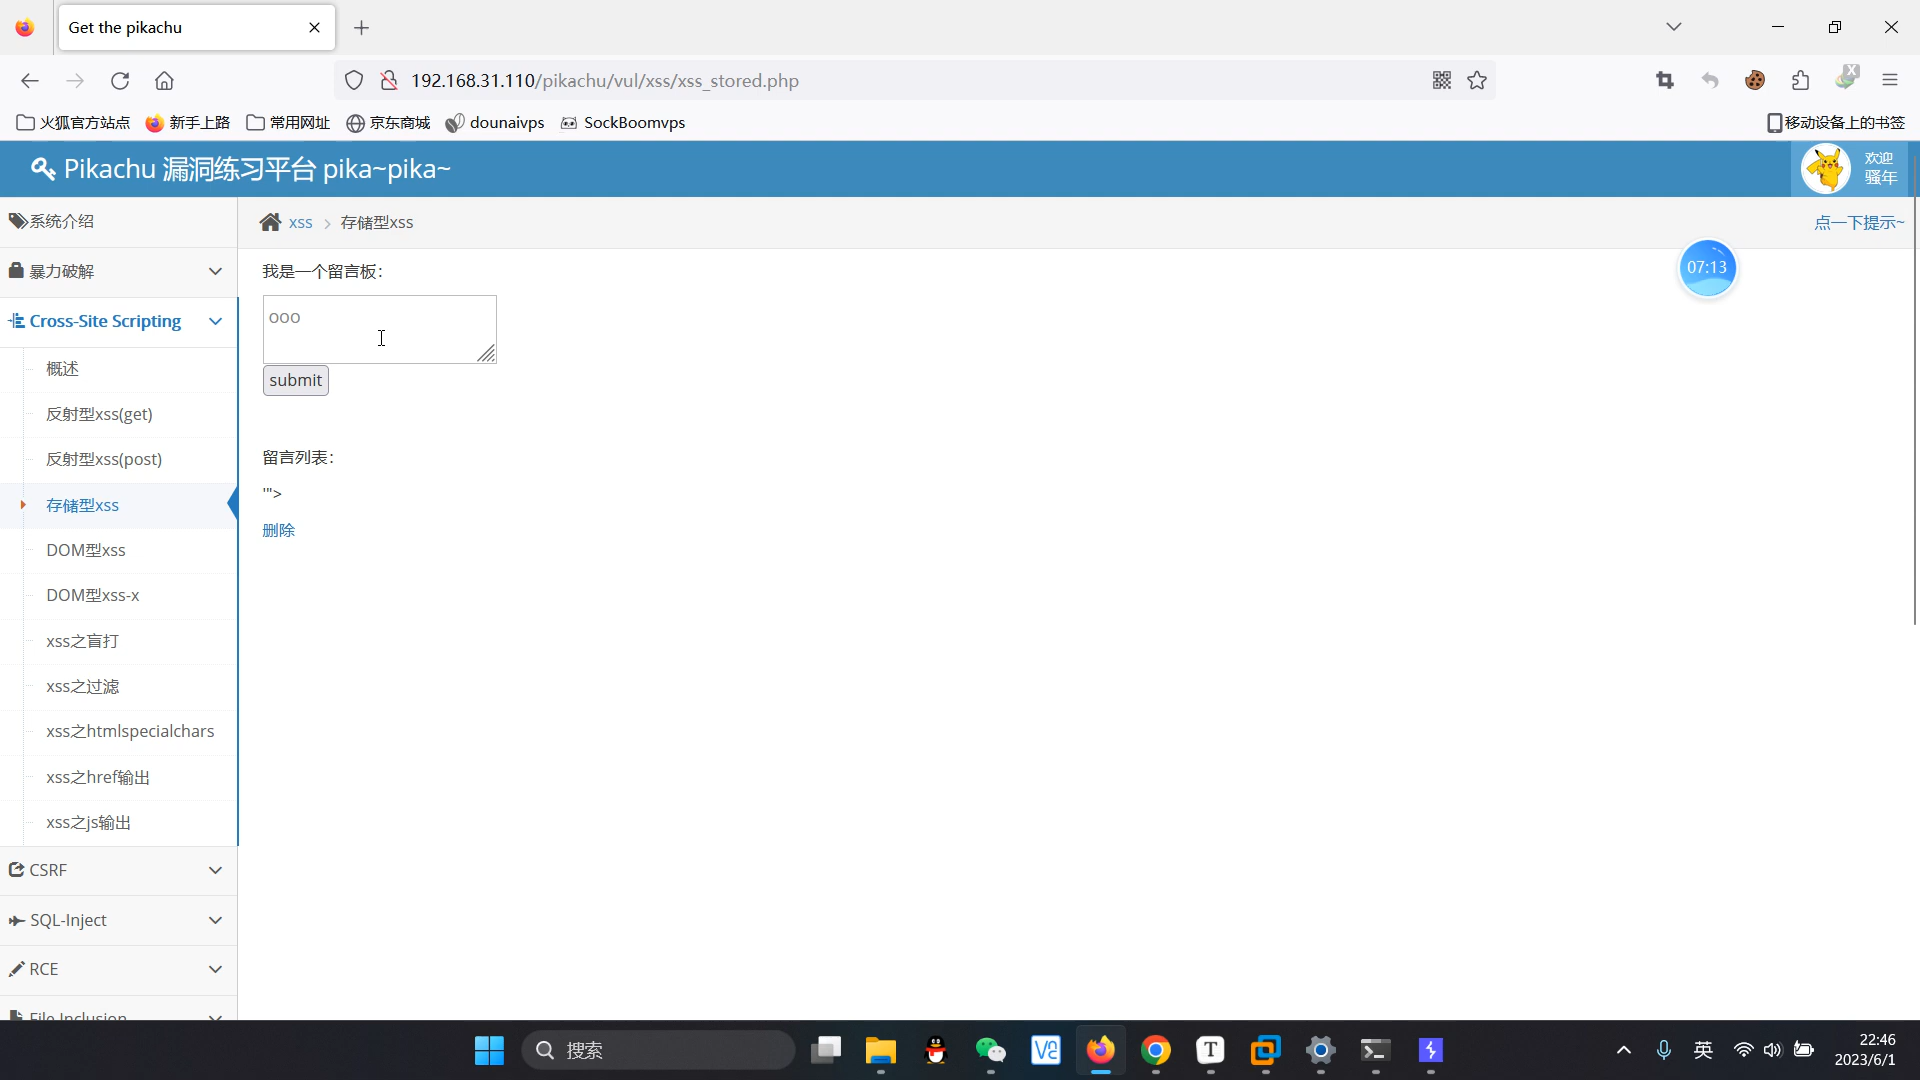 Get the pikachu
192.168.31.110/pikachu/vul/xss/xss_stored.php
火狐官方站点 新手上路 常用网址 京东商城 dounaivps SockBoomvps 移动设备上的书签
Pikachu 漏洞练习平台 pika~pika~
欢迎
骚年
系统介绍
xss > 存储型xss
点一下提示~
暴力破解
我是一个留言板：
07:13
ooo
Cross-Site Scripting
submit
概述
反射型xss(get)
留言列表：
反射型xss(post)
'">
存储型xss
删除
DOM型xss
DOM型xss-x
xss之盲打
xss之过滤
xss之htmlspecialchars
xss之href输出
xss之js输出
CSRF
SQL-Inject
RCE
File Inclusion
搜索
英
22:46
2023/6/1